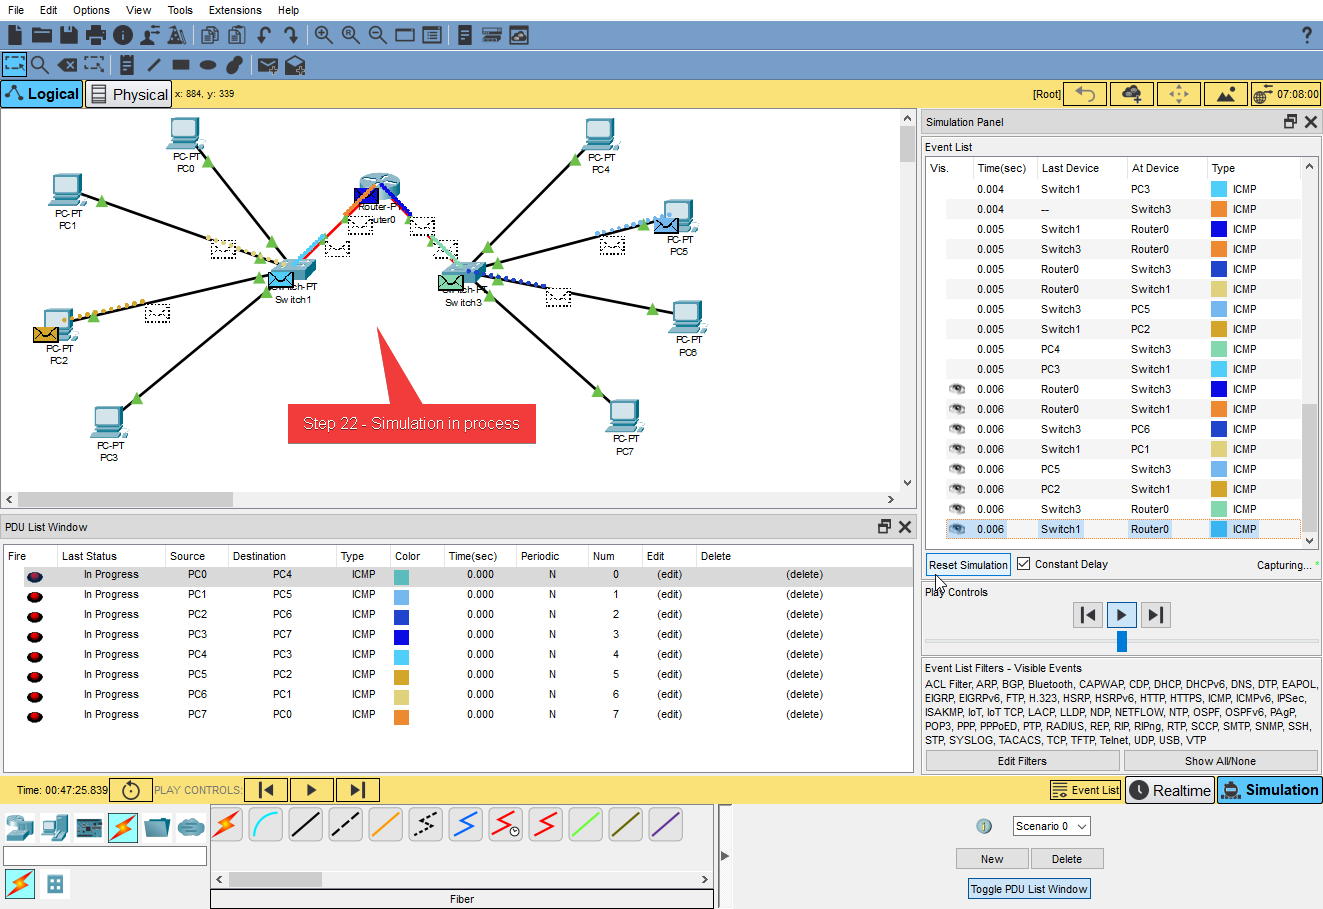 File Edit Options View Tools Extensions Help
?
Logical Physical x: 884, y: 339 [Root] 07:08:00
Simulation Panel
Event List
Vis. Time(sec) Last Device At Device Type
0.004 Switch1 PC3 ICMP
0.004 -- Switch3 ICMP
0.005 Switch1 Router0 ICMP
0.005 Switch3 Router0 ICMP
0.005 Router0 Switch3 ICMP
0.005 Router0 Switch1 ICMP
0.005 Switch3 PC5 ICMP
0.005 Switch1 PC2 ICMP
0.005 PC4 Switch3 ICMP
0.005 PC3 Switch1 ICMP
0.006 Router0 Switch3 ICMP
0.006 Router0 Switch1 ICMP
0.006 Switch3 PC6 ICMP
0.006 Switch1 PC1 ICMP
0.006 PC5 Switch3 ICMP
0.006 PC2 Switch1 ICMP
0.006 Switch3 Router0 ICMP
0.006 Switch1 Router0 ICMP
Reset Simulation Constant Delay Capturing...
Play Controls
Event List Filters - Visible Events
ACL Filter, ARP, BGP, Bluetooth, CAPWAP, CDP, DHCP, DHCPv6, DNS, DTP, EAPOL,
EIGRP, EIGRPv6, FTP, H.323, HSRP, HSRPv6, HTTP, HTTPS, ICMP, ICMPv6, IPSec,
ISAKMP, IoT, IoT TCP, LACP, LLDP, NDP, NETFLOW, NTP, OSPF, OSPFv6, PAgP,
POP3, PPP, PPPoED, PTP, RADIUS, REP, RIP, RIPng, RTP, SCCP, SMTP, SNMP, SSH,
STP, SYSLOG, TACACS, TCP, TFTP, Telnet, UDP, USB, VTP
Edit Filters Show All/None
PC-PT
PC0
PC-PT
PC4
PC-PT
PC1
PC-PT
PC5
Switch1
Switch3
PC-PT
PC2
PC-PT
PC6
Step 22 - Simulation in process
PC-PT
PC3
PC-PT
PC7
PDU List Window
Fire Last Status Source Destination Type Color Time(sec) Periodic Num Edit Delete
In Progress PC0 PC4 ICMP 0.000 N 0 (edit) (delete)
In Progress PC1 PC5 ICMP 0.000 N 1 (edit) (delete)
In Progress PC2 PC6 ICMP 0.000 N 2 (edit) (delete)
In Progress PC3 PC7 ICMP 0.000 N 3 (edit) (delete)
In Progress PC4 PC3 ICMP 0.000 N 4 (edit) (delete)
In Progress PC5 PC2 ICMP 0.000 N 5 (edit) (delete)
In Progress PC6 PC1 ICMP 0.000 N 6 (edit) (delete)
In Progress PC7 PC0 ICMP 0.000 N 7 (edit) (delete)
Time: 00:47:25.839 PLAY CONTROLS: Event List Realtime Simulation
Scenario 0
New Delete
Toggle PDU List Window
Fiber